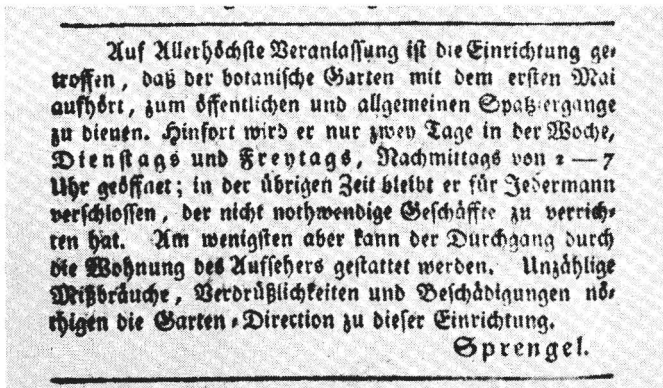 Auf Allerhöchste Veranlassung ist die Einrichtung ge-
troffen, daß der botanische Garten mit dem ersten Mai
aufhört, zum öffentlichen und allgemeinen Spatziergange
zu dienen. Hinfort wird er nur zwey Tage in der Woche,
Dienstags und Freytags, Nachmittags von 2 — 7
Uhr geöffnet; in der übrigen Zeit bleibt er für Jedermann
verschlossen, der nicht nothwendige Geschäffte zu verrich-
ten hat. Am wenigsten aber kann der Durchgang durch
die Wohnung des Aufsehers gestattet werden. Unzählige
Mißbräuche, Verdrüßlichkeiten und Beschädigungen nö-
thigen die Garten-Direction zu dieser Einrichtung.
Sprengel.